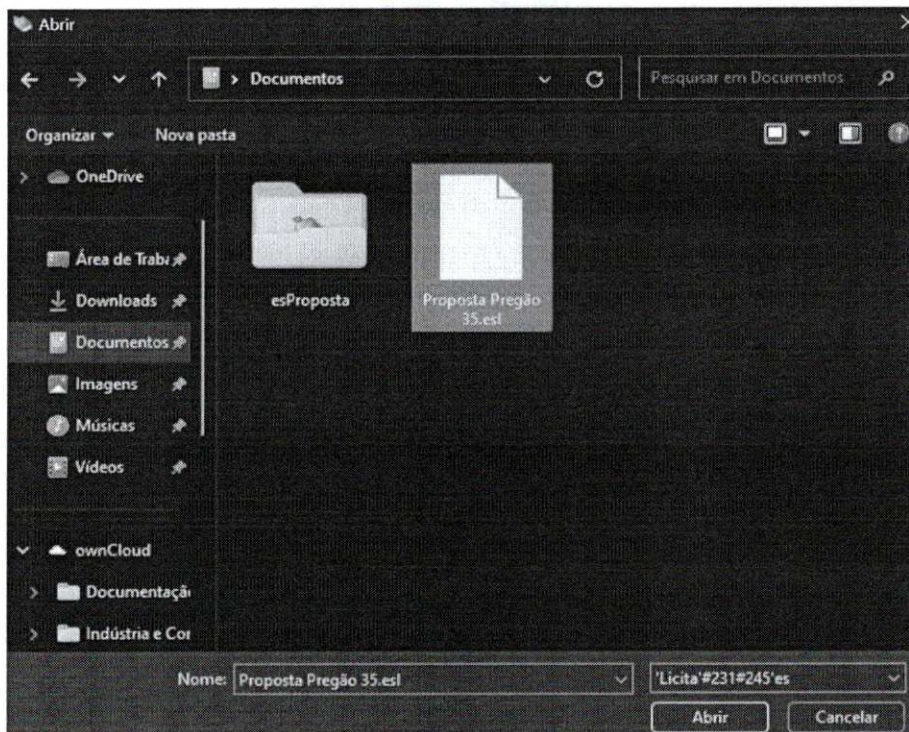 Abrir
Documentos
Pesquisar em Documentos
Organizar
Nova pasta
OneDrive
Área de Traba
Downloads
Documentos
Imagens
Músicas
Vídeos
ownCloud
Documentaçã
Indústria e Cor
esProposta
Proposta Pregão
35.esl
Nome: Proposta Pregão 35.esl
'Licita'#231#245'es
Abrir
Cancelar